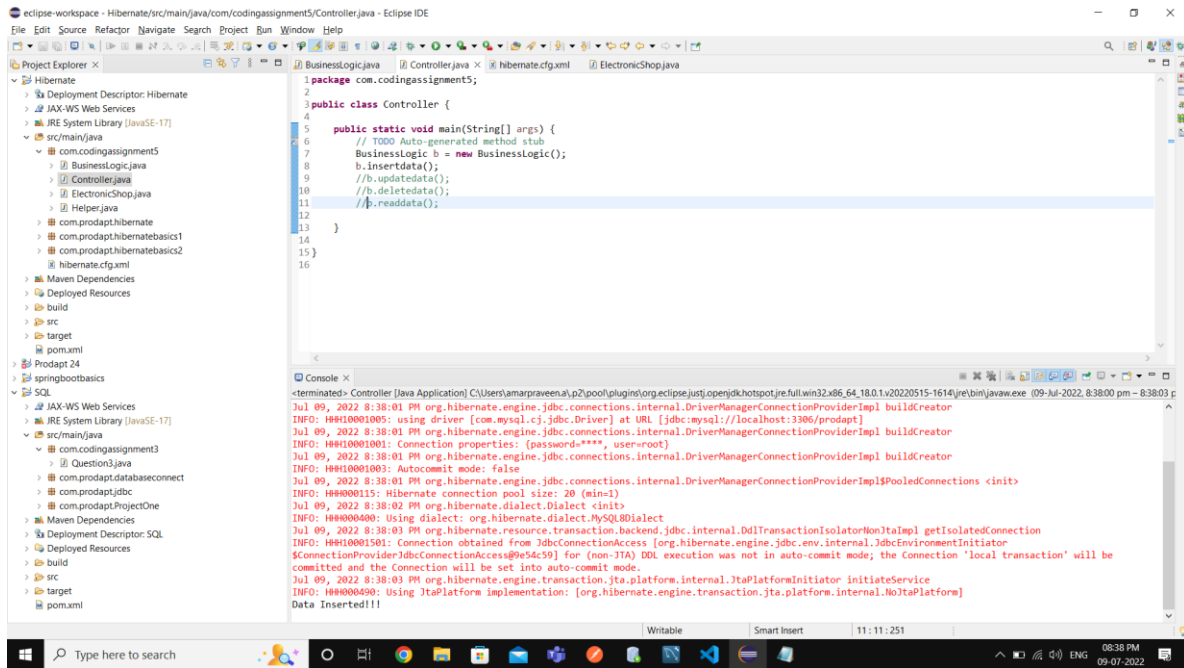 eclipse-workspace - Hibernate/src/main/java/com/codingassignment5/Controller.java - Eclipse IDE
File Edit Source Refactor Navigate Search Project Run Window Help
Project Explorer
Hibernate
Deployment Descriptor: Hibernate
JAX-WS Web Services
JRE System Library [JavaSE-17]
src/main/java
com.codingassignment5
BusinessLogic.java
Controller.java
ElectronicShop.java
Helper.java
com.prodapt.hibernate
com.prodapt.hibernatebasics1
com.prodapt.hibernatebasics2
hibernate.cfg.xml
Maven Dependencies
Deployed Resources
build
src
target
pom.xml
Prodapt 24
springbootbasics
SQL
JAX-WS Web Services
JRE System Library [JavaSE-17]
src/main/java
com.codingassignment3
Question3.java
com.prodapt.databaseconnect
com.prodapt.jdbc
com.prodapt.ProjectOne
Maven Dependencies
Deployment Descriptor: SQL
Deployed Resources
build
src
target
pom.xml
BusinessLogic.java Controller.java hibernate.cfg.xml ElectronicShop.java
1 package com.codingassignment5;
2
3 public class Controller {
4
5 public static void main(String[] args) {
6 // TODO Auto-generated method stub
7 BusinessLogic b = new BusinessLogic();
8 b.insertdata();
9 //b.updatedata();
10 //b.deletedata();
11 //b.readdata();
12
13 }
14
15 }
16
Console
<terminated> Controller [Java Application] C:\Users\amarpraveen.a\.p2\pool\plugins\org.eclipse.justj.openjdk.hotspot.jre.full.win32.x86_64_18.0.1.v20220515-1614\jre\bin\javaw.exe (09-Jul-2022, 8:38:00 pm – 8:38:03 p
Jul 09, 2022 8:38:01 PM org.hibernate.engine.jdbc.connections.internal.DriverManagerConnectionProviderImpl buildCreator
INFO: HHH10001005: using driver [com.mysql.cj.jdbc.Driver] at URL [jdbc:mysql://localhost:3306/prodapt]
Jul 09, 2022 8:38:01 PM org.hibernate.engine.jdbc.connections.internal.DriverManagerConnectionProviderImpl buildCreator
INFO: HHH10001001: Connection properties: {password=****, user=root}
Jul 09, 2022 8:38:01 PM org.hibernate.engine.jdbc.connections.internal.DriverManagerConnectionProviderImpl buildCreator
INFO: HHH10001003: Autocommit mode: false
Jul 09, 2022 8:38:01 PM org.hibernate.engine.jdbc.connections.internal.DriverManagerConnectionProviderImpl$PooledConnections <init>
INFO: HHH000115: Hibernate connection pool size: 20 (min=1)
Jul 09, 2022 8:38:02 PM org.hibernate.dialect.Dialect <init>
INFO: HHH000400: Using dialect: org.hibernate.dialect.MySQL8Dialect
Jul 09, 2022 8:38:03 PM org.hibernate.resource.transaction.backend.jdbc.internal.DdlTransactionIsolatorNonJtaImpl getIsolatedConnection
INFO: HHH10001501: Connection obtained from JdbcConnectionAccess [org.hibernate.engine.jdbc.env.internal.JdbcEnvironmentInitiator
$ConnectionProviderJdbcConnectionAccess@9e54c59] for (non-JTA) DDL execution was not in auto-commit mode; the Connection 'local transaction' will be
committed and the Connection will be set into auto-commit mode.
Jul 09, 2022 8:38:03 PM org.hibernate.engine.transaction.jta.platform.internal.JtaPlatformInitiator initiateService
INFO: HHH000490: Using JtaPlatform implementation: [org.hibernate.engine.transaction.jta.platform.internal.NoJtaPlatform]
Data Inserted!!!
Writable Smart Insert 11 : 11 : 251
Type here to search
ENG
08:38 PM
09-07-2022